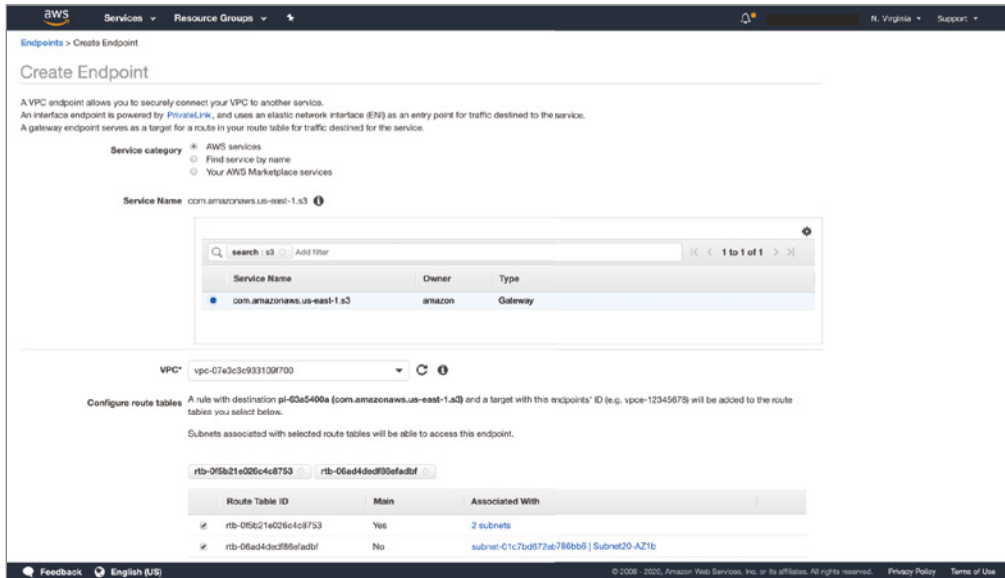 aws Services Resource Groups N. Virginia Support
Endpoints > Create Endpoint
Create Endpoint
A VPC endpoint allows you to securely connect your VPC to another service.
An interface endpoint is powered by PrivateLink, and uses an elastic network interface (ENI) as an entry point for traffic destined to the service.
A gateway endpoint serves as a target for a route in your route table for traffic destined for the service.
Service category AWS services
Find service by name
Your AWS Marketplace services
Service Name com.amazonaws.us-east-1.s3
search : s3 Add filter 1 to 1 of 1
Service Name Owner Type
com.amazonaws.us-east-1.s3 amazon Gateway
VPC* vpc-07e3c3c933109f700
Configure route tables A rule with destination pl-63a5400a (com.amazonaws.us-east-1.s3) and a target with this endpoints' ID (e.g. vpce-12345678) will be added to the route
tables you select below.
Subnets associated with selected route tables will be able to access this endpoint.
rtb-0f5b21e026c4c8753 rtb-06ad4dedf86efadbf
Route Table ID Main Associated With
rtb-0f5b21e026c4c8753 Yes 2 subnets
rtb-06ad4dedf86efadbf No subnet-01c7bd672eb786bb6 | Subnet20-AZ1b
Feedback English (US) © 2008 - 2020, Amazon Web Services, Inc. or its affiliates. All rights reserved. Privacy Policy Terms of Use